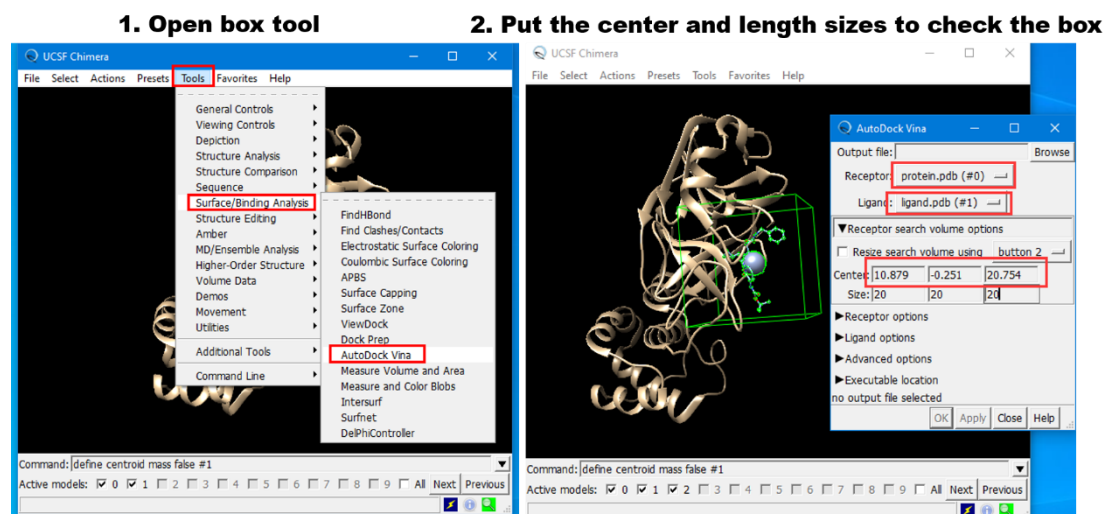 1. Open box tool
2. Put the center and length sizes to check the box
UCSF Chimera
File Select Actions Presets Tools Favorites Help
General Controls
Viewing Controls
Depiction
Structure Analysis
Structure Comparison
Sequence
Surface/Binding Analysis
Structure Editing
Amber
MD/Ensemble Analysis
Higher-Order Structure
Volume Data
Demos
Movement
Utilities
Additional Tools
Command Line
FindHBond
Find Clashes/Contacts
Electrostatic Surface Coloring
Coulombic Surface Coloring
APBS
Surface Capping
Surface Zone
ViewDock
Dock Prep
AutoDock Vina
Measure Volume and Area
Measure and Color Blobs
Intersurf
Surfnet
DelPhiController
Command: define centroid mass false #1
Active models: 0 1 2 3 4 5 6 7 8 9 All Next Previous
UCSF Chimera
File Select Actions Presets Tools Favorites Help
AutoDock Vina
Output file: Browse
Receptor: protein.pdb (#0)
Ligand: ligand.pdb (#1)
Receptor search volume options
Resize search volume using button 2
Center: 10.879 -0.251 20.754
Size: 20 20 20
Receptor options
Ligand options
Advanced options
Executable location
no output file selected
OK Apply Close Help
Command: define centroid mass false #1
Active models: 0 1 2 3 4 5 6 7 8 9 All Next Previous